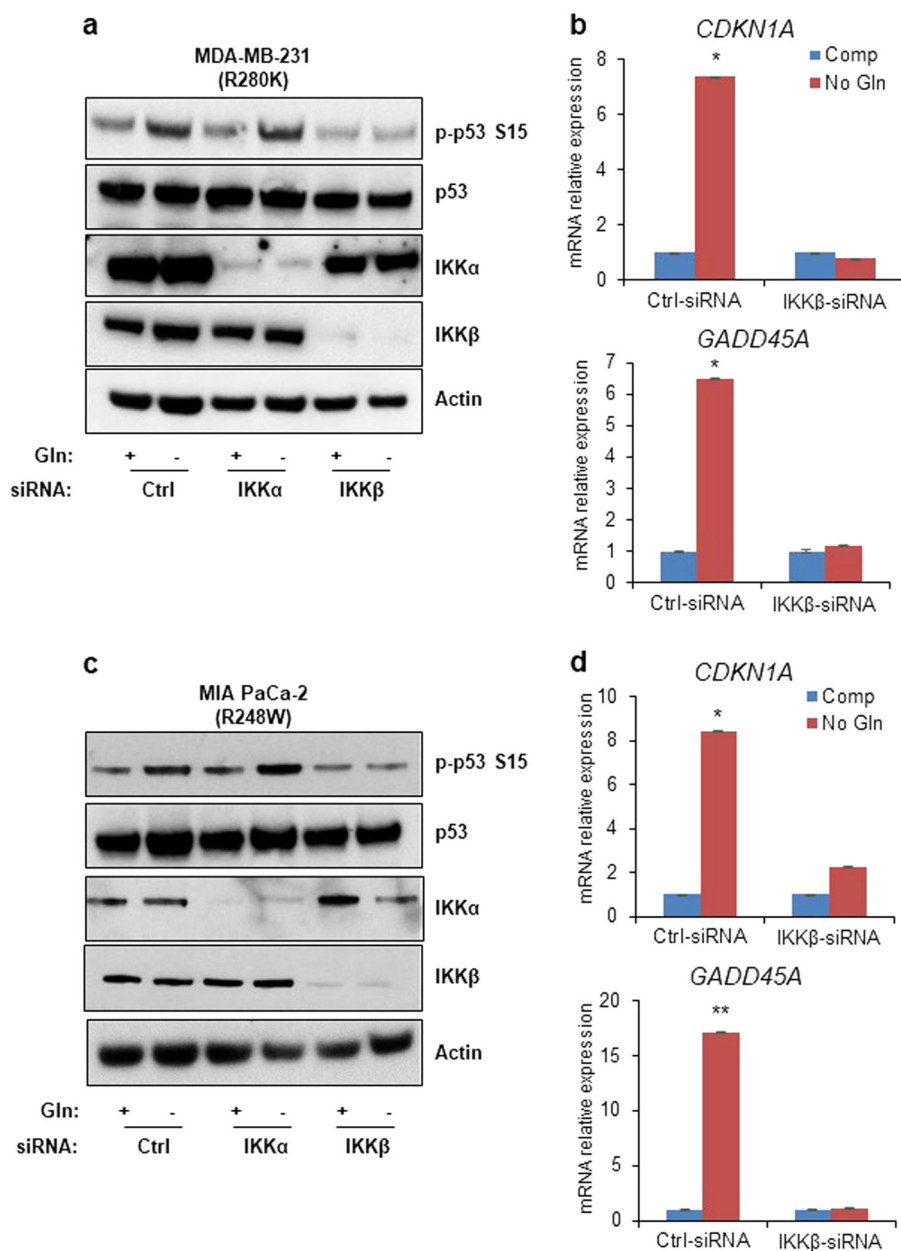 a
MDA-MB-231
(R280K)
p-p53 S15
p53
IKKα
IKKβ
Actin
Gln: + - + - + -
siRNA: Ctrl IKKα IKKβ
b
CDKN1A
Comp
No Gln
mRNA relative expression
8
6
4
2
0
*
Ctrl-siRNA IKKβ-siRNA
GADD45A
mRNA relative expression
7
6
5
4
3
2
1
0
*
Ctrl-siRNA IKKβ-siRNA
c
MIA PaCa-2
(R248W)
p-p53 S15
p53
IKKα
IKKβ
Actin
Gln: + - + - + -
siRNA: Ctrl IKKα IKKβ
d
CDKN1A
Comp
No Gln
mRNA relative expression
10
8
6
4
2
0
*
Ctrl-siRNA IKKβ-siRNA
GADD45A
mRNA relative expression
20
15
10
5
0
**
Ctrl-siRNA IKKβ-siRNA